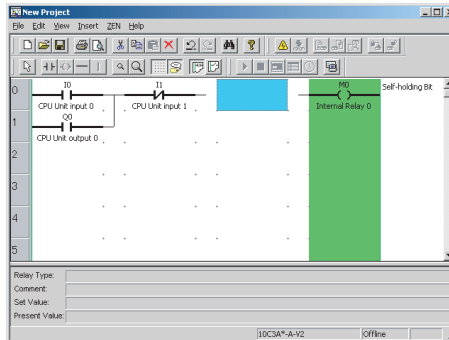 New Project
File Edit View Insert ZEN Help
0 I0 I1 M0 Self-holding Bit
CPU Unit input 0 CPU Unit input 1 Internal Relay 0
1 Q0
CPU Unit output 0
2
3
4
5
Relay Type:
Comment:
Set Value:
Present Value:
10C3A*-A-V2 Offline